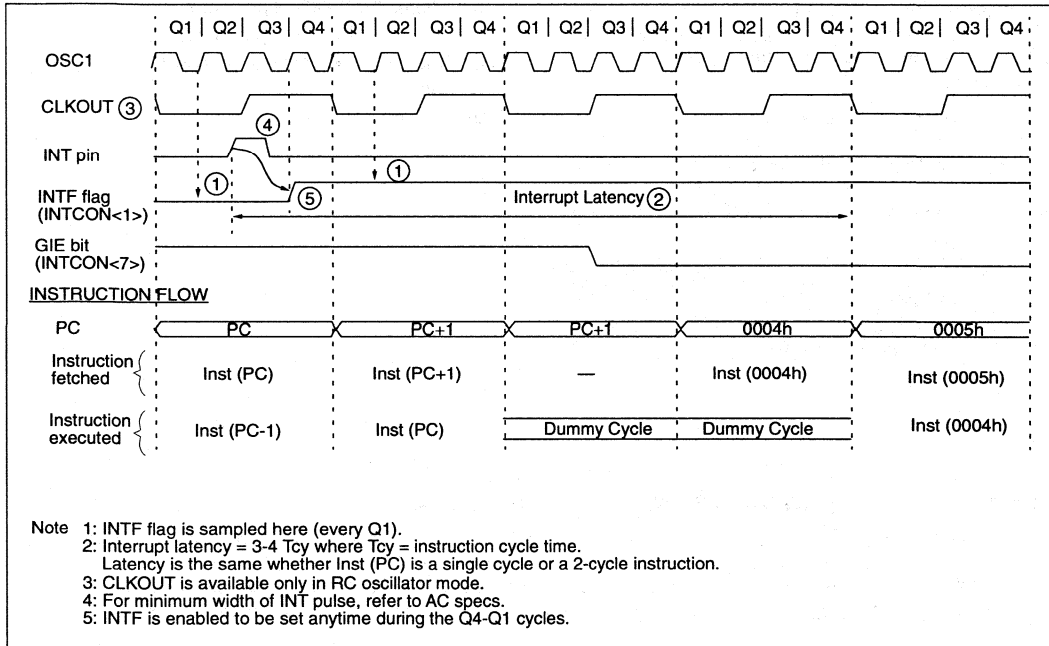 Q1 | Q2 | Q3 | Q4 Q1 | Q2 | Q3 | Q4 Q1 | Q2 | Q3 | Q4 Q1 | Q2 | Q3 | Q4 Q1 | Q2 | Q3 | Q4
OSC1
CLKOUT ③
④
INT pin
① ①
INTF flag
(INTCON<1>)
⑤ Interrupt Latency ②
GIE bit
(INTCON<7>)
INSTRUCTION FLOW
PC PC PC+1 PC+1 0004h 0005h
Instruction
fetched
Inst (PC) Inst (PC+1) — Inst (0004h) Inst (0005h)
Instruction
executed
Inst (PC-1) Inst (PC) Dummy Cycle Dummy Cycle Inst (0004h)
Note 1: INTF flag is sampled here (every Q1).
2: Interrupt latency = 3-4 Tcy where Tcy = instruction cycle time.
Latency is the same whether Inst (PC) is a single cycle or a 2-cycle instruction.
3: CLKOUT is available only in RC oscillator mode.
4: For minimum width of INT pulse, refer to AC specs.
5: INTF is enabled to be set anytime during the Q4-Q1 cycles.